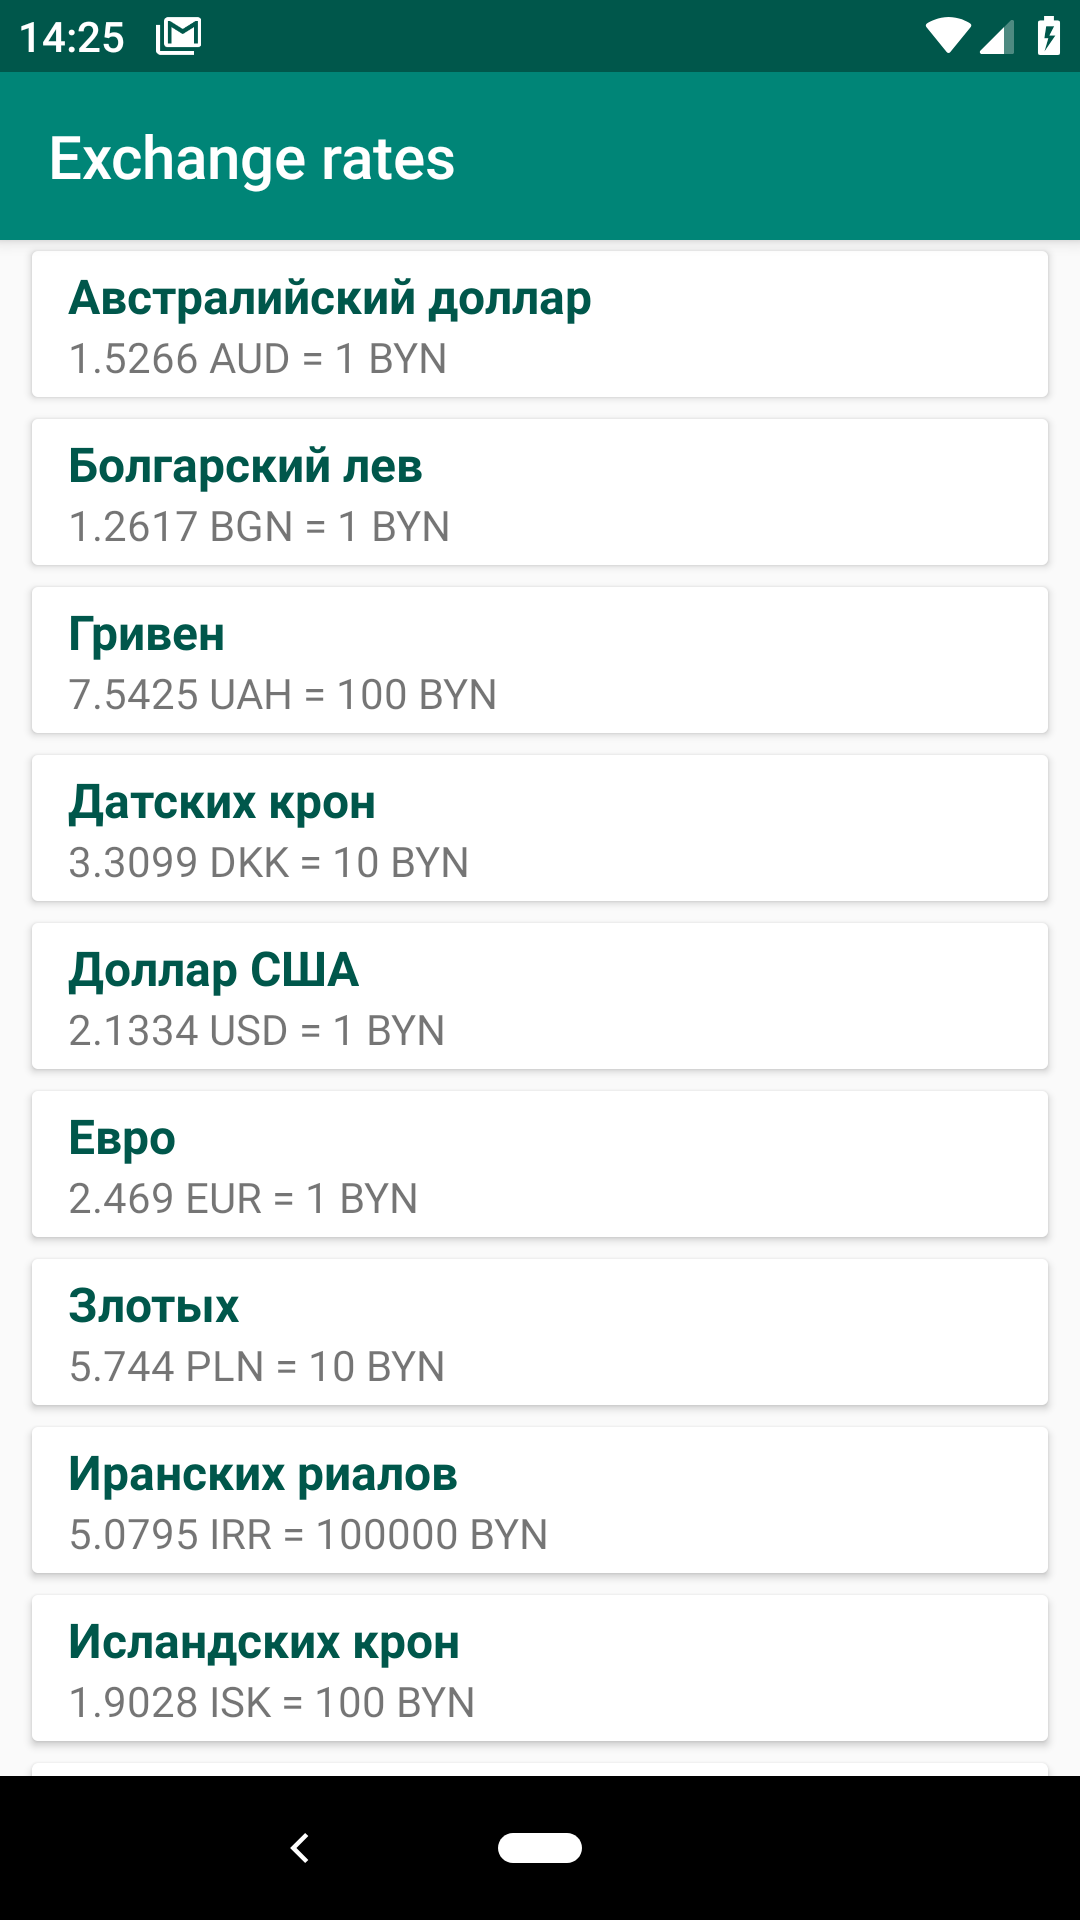 14:25
Exchange rates
Австралийский доллар
1.5266 AUD = 1 BYN
Болгарский лев
1.2617 BGN = 1 BYN
Гривен
7.5425 UAH = 100 BYN
Датских крон
3.3099 DKK = 10 BYN
Доллар США
2.1334 USD = 1 BYN
Евро
2.469 EUR = 1 BYN
Злотых
5.744 PLN = 10 BYN
Иранских риалов
5.0795 IRR = 100000 BYN
Исландских крон
1.9028 ISK = 100 BYN